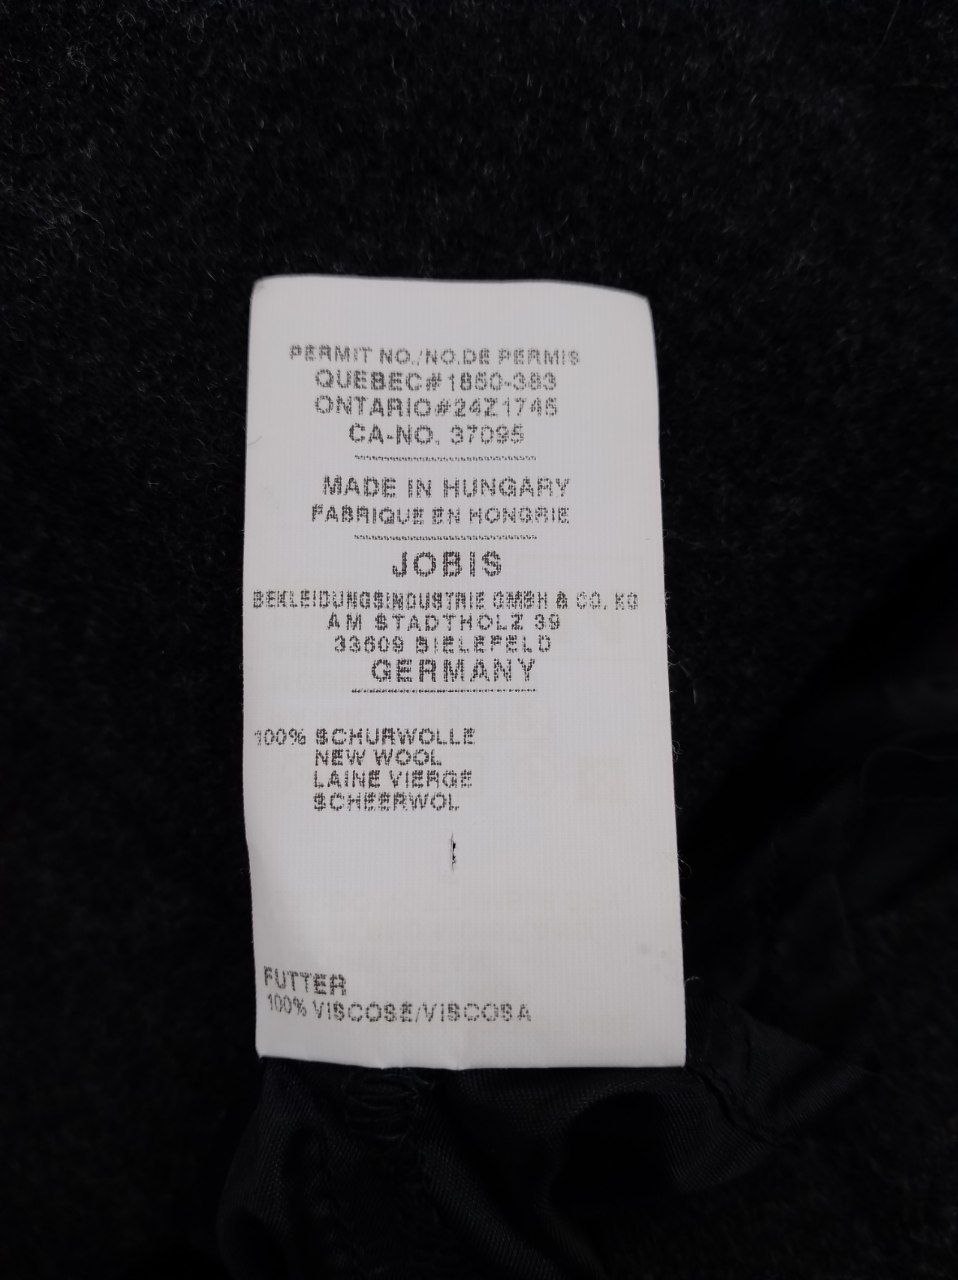 PERMIT NO./NO.DE PERMIS
QUEBEC#1850-383
ONTARIO#24Z1745
CA-NO. 37095
MADE IN HUNGARY
FABRIQUE EN HONGRIE
JOBIS
BEKLEIDUNGSINDUSTRIE GMBH & CO. KG
AM STADTHOLZ 39
33609 BIELEFELD
GERMANY
100% SCHURWOLLE
NEW WOOL
LAINE VIERGE
SCHEERWOL
FUTTER
100% VISCOSE/VISCOSA